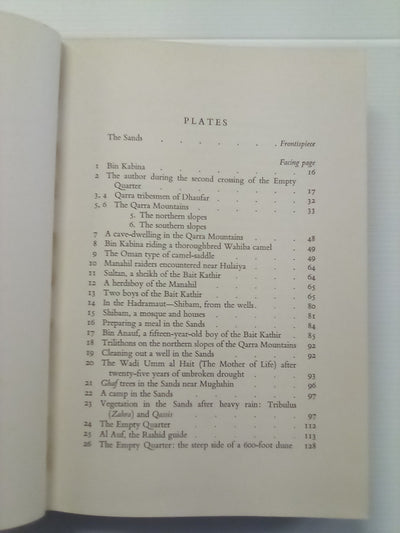 PLATES
The Sands . . . . . . Frontispiece
Facing page
1 Bin Kabina . . . . . . 16
2 The author during the second crossing of the Empty
Quarter . . . . . . 17
3, 4 Qarra tribesmen of Dhaufar . . . . 32
5, 6 The Qarra Mountains . . . . . 33
5. The northern slopes
6. The southern slopes
7 A cave-dwelling in the Qarra Mountains . . . 48
8 Bin Kabina riding a thoroughbred Wahiba camel . . 49
9 The Oman type of camel-saddle . . . . 49
10 Manahil raiders encountered near Hulaiya . . . 64
11 Sultan, a sheikh of the Bait Kathir . . . . 64
12 A herdsboy of the Manahil . . . . 65
13 Two boys of the Bait Kathir . . . . 65
14 In the Hadramaut—Shibam, from the wells . . . 80
15 Shibam, a mosque and houses . . . . 81
16 Preparing a meal in the Sands . . . . 84
17 Bin Anauf, a fifteen-year-old boy of the Bait Kathir . 85
18 Trilithons on the northern slopes of the Qarra Mountains 92
19 Cleaning out a well in the Sands . . . . 92
20 The Wadi Umm al Hait (The Mother of Life) after
twenty-five years of unbroken drought . . . 93
21 Ghaf trees in the Sands near Mughshin . . . 96
22 A camp in the Sands . . . . . 97
23 Vegetation in the Sands after heavy rain: Tribulus
(Zahra) and Qassis . . . . . 97
24 The Empty Quarter . . . . . 112
25 Al Auf, the Rashid guide . . . . . 113
26 The Empty Quarter: the steep side of a 600-foot dune 128